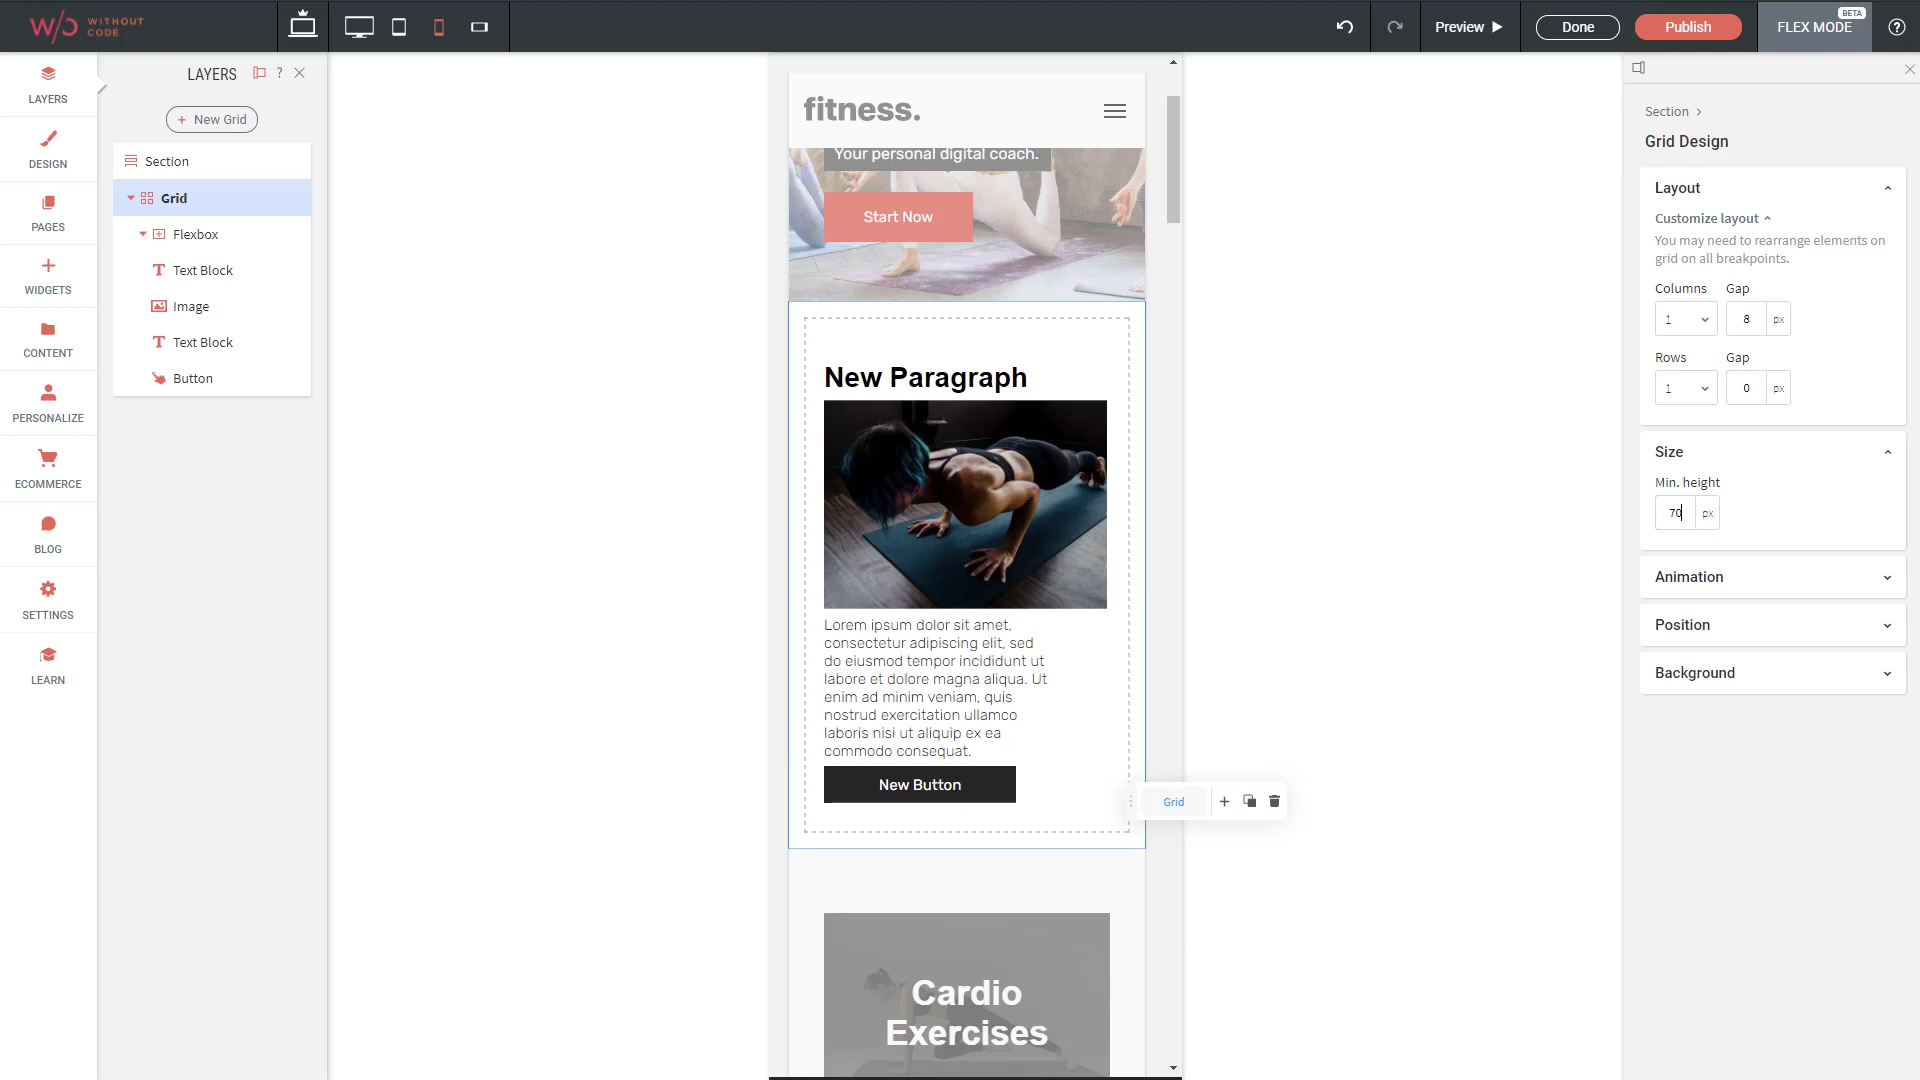 W/O WITHOUT CODE
Preview
Done
Publish
FLEX MODE
BETA
?
LAYERS
DESIGN
PAGES
WIDGETS
CONTENT
PERSONALIZE
ECOMMERCE
BLOG
SETTINGS
LEARN
LAYERS
?
+ New Grid
Section
Grid
Flexbox
Text Block
Image
Text Block
Button
fitness.
Your personal digital coach.
Start Now
New Paragraph
Lorem ipsum dolor sit amet,
consectetur adipiscing elit, sed
do eiusmod tempor incididunt ut
labore et dolore magna aliqua. Ut
enim ad minim veniam, quis
nostrud exercitation ullamco
laboris nisi ut aliquip ex ea
commodo consequat.
New Button
Grid
Cardio
Exercises
Section >
Grid Design
Layout
Customize layout
You may need to rearrange elements on
grid on all breakpoints.
Columns Gap
1 8 px
Rows Gap
1 0 px
Size
Min. height
70 px
Animation
Position
Background